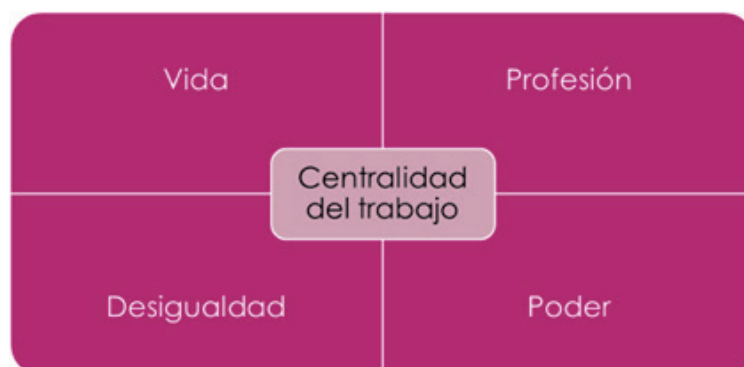 Vida
Profesión
Centralidad
del trabajo
Desigualdad
Poder